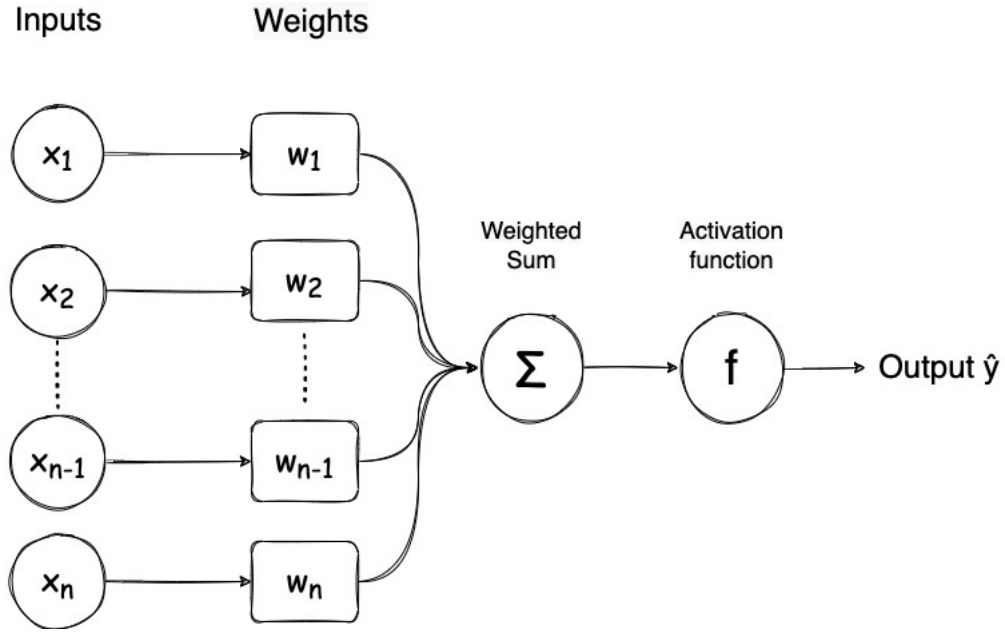 Inputs
Weights
x₁
w₁
x₂
w₂
Weighted
Sum
Activation
function
Σ
f
Output ŷ
xₙ₋₁
wₙ₋₁
xₙ
wₙ